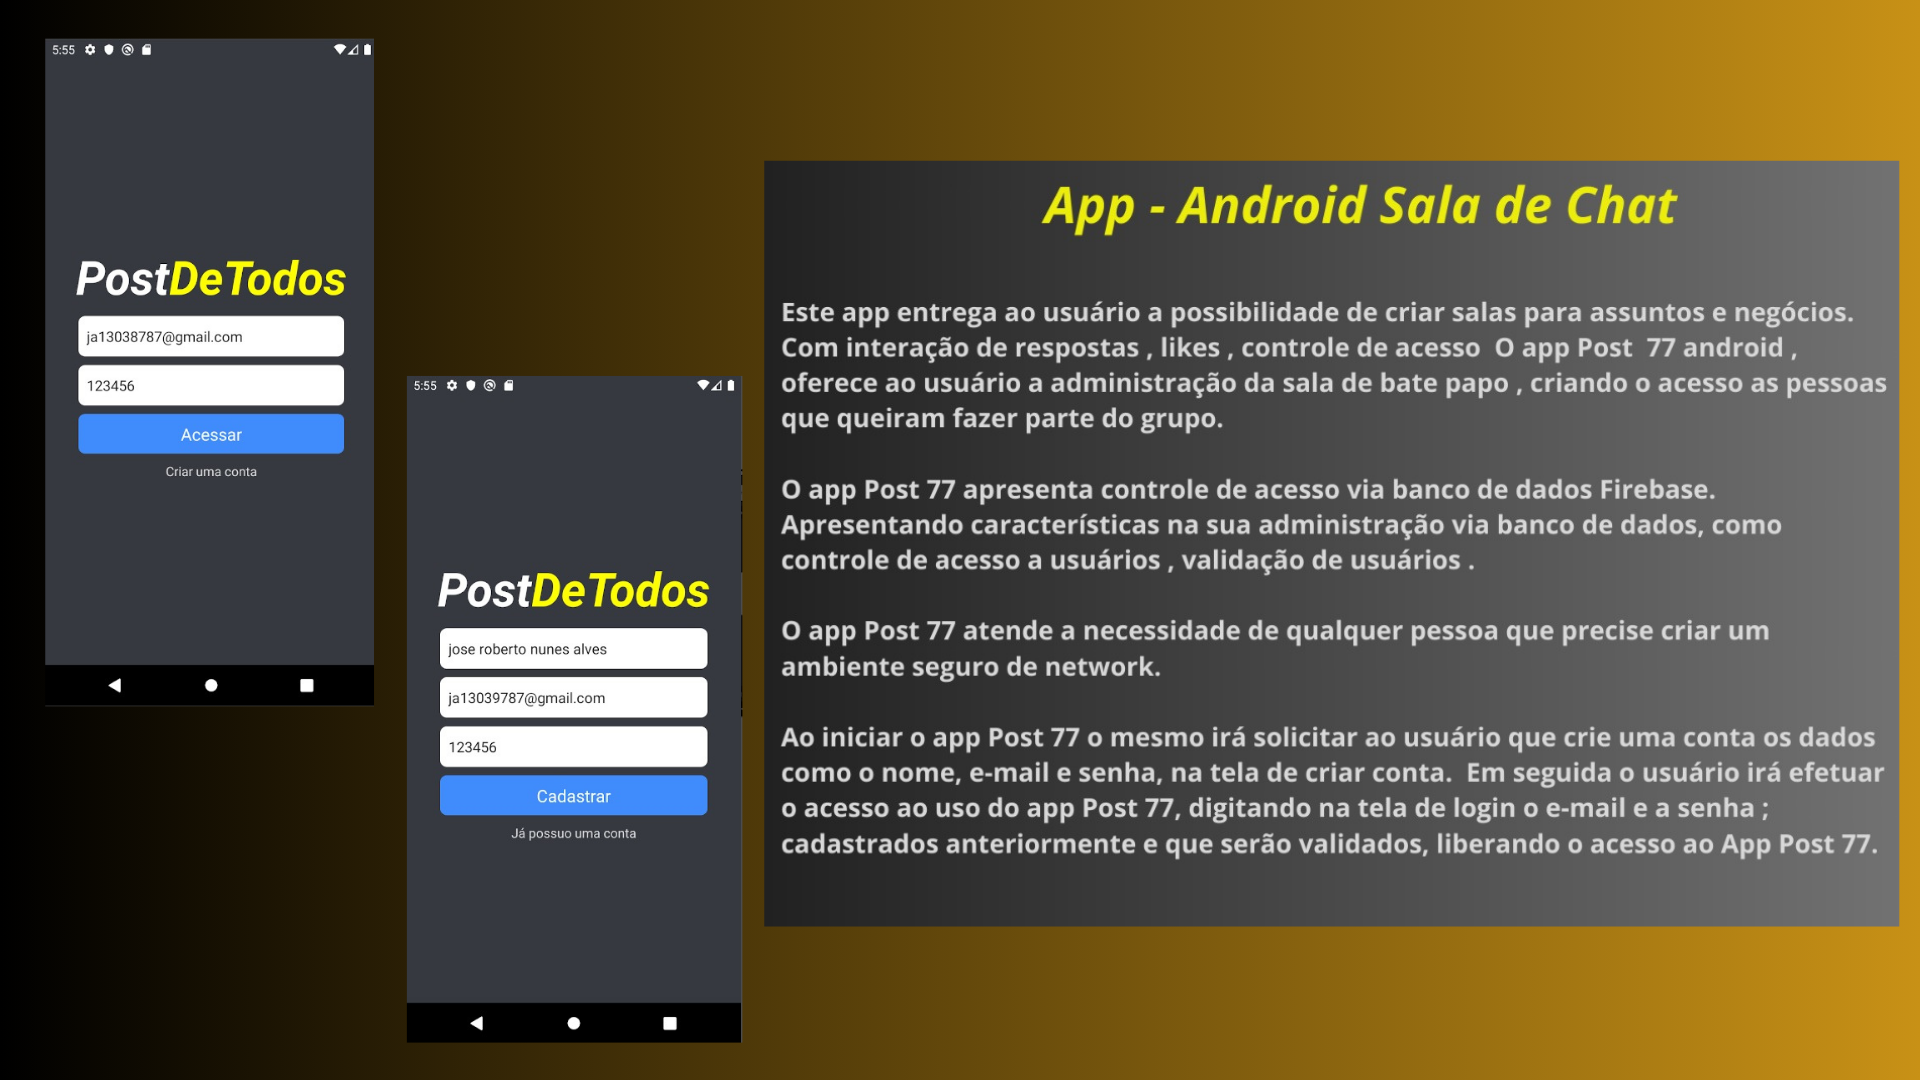 5:55
PostDeTodos
ja13038787@gmail.com
123456
Acessar
Criar uma conta
5:55
PostDeTodos
jose roberto nunes alves
ja13039787@gmail.com
123456
Cadastrar
Já possuo uma conta
App - Android Sala de Chat
Este app entrega ao usuário a possibilidade de criar salas para assuntos e negócios.
Com interação de respostas , likes , controle de acesso  O app Post  77 android ,
oferece ao usuário a administração da sala de bate papo , criando o acesso as pessoas
que queiram fazer parte do grupo.
O app Post 77 apresenta controle de acesso via banco de dados Firebase.
Apresentando características na sua administração via banco de dados, como
controle de acesso a usuários , validação de usuários .
O app Post 77 atende a necessidade de qualquer pessoa que precise criar um
ambiente seguro de network.
Ao iniciar o app Post 77 o mesmo irá solicitar ao usuário que crie uma conta os dados
como o nome, e-mail e senha, na tela de criar conta.  Em seguida o usuário irá efetuar
o acesso ao uso do app Post 77, digitando na tela de login o e-mail e a senha ;
cadastrados anteriormente e que serão validados, liberando o acesso ao App Post 77.